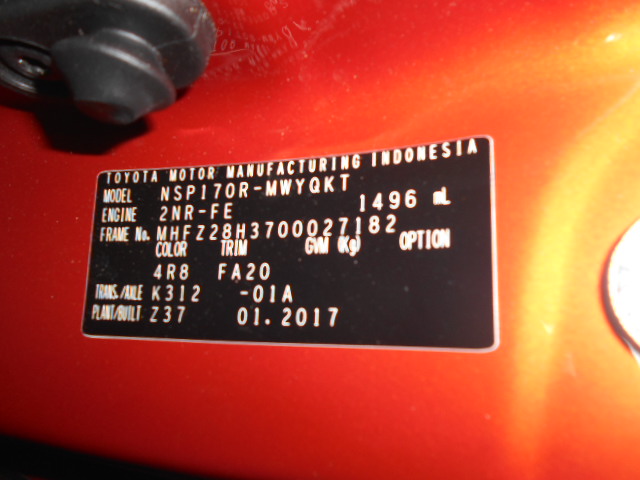 TOYOTA MOTOR MANUFACTURING INDONESIA
MODEL NSP170R-MWYQKT
ENGINE 2NR-FE 1496 mL
FRAME No. MHFZ28H3700027182
COLOR TRIM GVM (Kg) OPTION
4R8 FA20
TRANS./AXLE K312 -01A
PLANT/BUILT Z37 01.2017